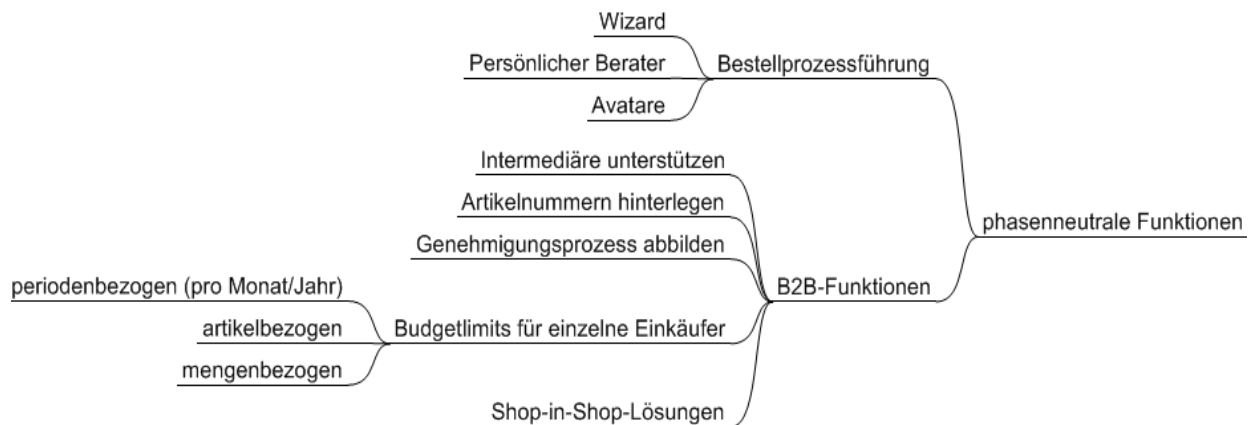 Wizard
Persönlicher Berater
Bestellprozessführung
Avatare
Intermediäre unterstützen
Artikelnummern hinterlegen
phasenneutrale Funktionen
Genehmigungsprozess abbilden
periodenbezogen (pro Monat/Jahr)
B2B-Funktionen
artikelbezogen
Budgetlimits für einzelne Einkäufer
mengenbezogen
Shop-in-Shop-Lösungen